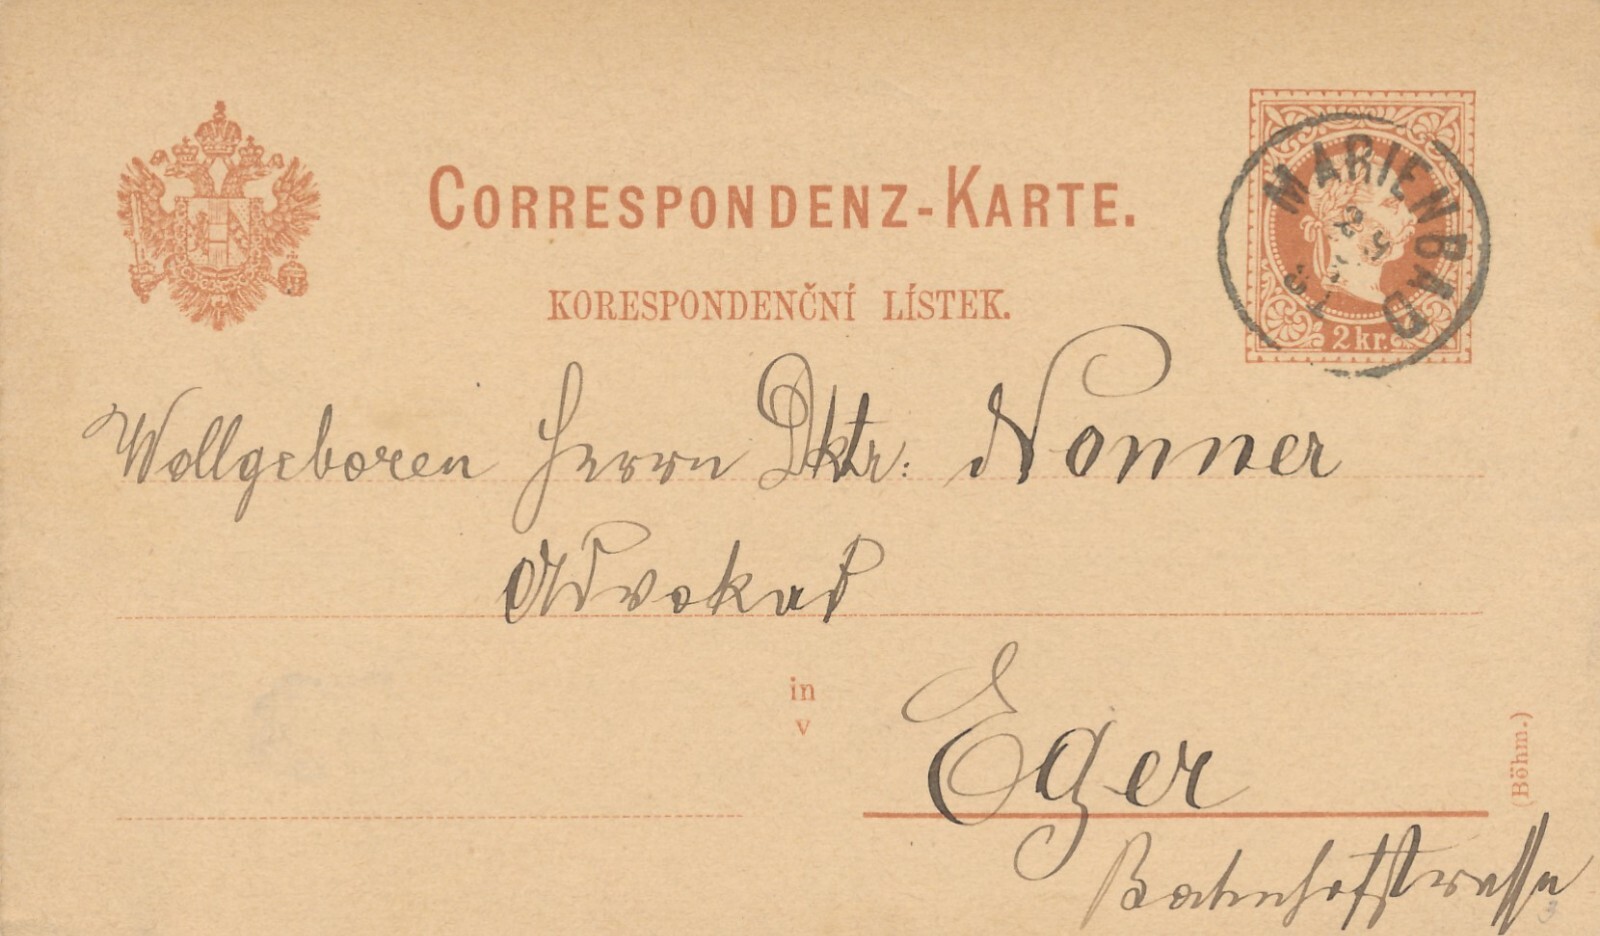 CORRESPONDENZ-KARTE.
KORESPONDENČNÍ LÍSTEK.
MARIENBAD
2 kr.
Wollgeboren Herrn Dktr: Nonner
Advokat
in
v
Eger
(Böhm.)
Bahnhofstrasse